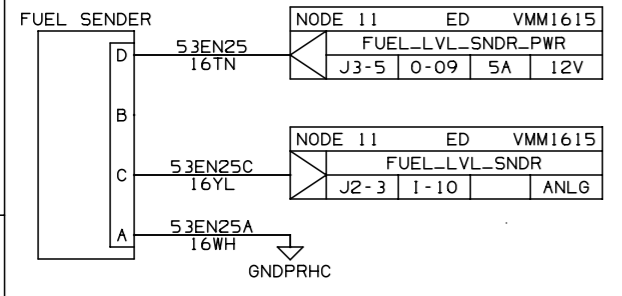 FUEL SENDER
NODE 11 ED VMM1615
FUEL_LVL_SNDR_PWR
J3-5 O-09 5A 12V
D 53EN25
16TN
B
NODE 11 ED VMM1615
FUEL_LVL_SNDR
J2-3 I-10 ANLG
C 53EN25C
16YL
A 53EN25A
16WH
GNDPRHC